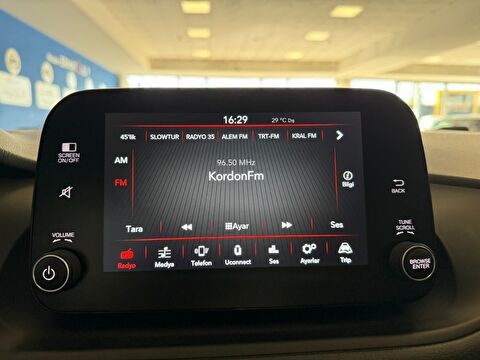 16:29 29 °C Dış
45'lik SLOWTUR RADYO 35 ALEM FM TRT-FM KRAL FM
SCREEN
ON/OFF
AM
FM
96.50 MHz
KordonFm
Bilgi
BACK
VOLUME
TUNE
SCROLL
Tara Ayar Ses
BROWSE
ENTER
Radyo Medya Telefon Uconnect Ses Ayarlar Trip